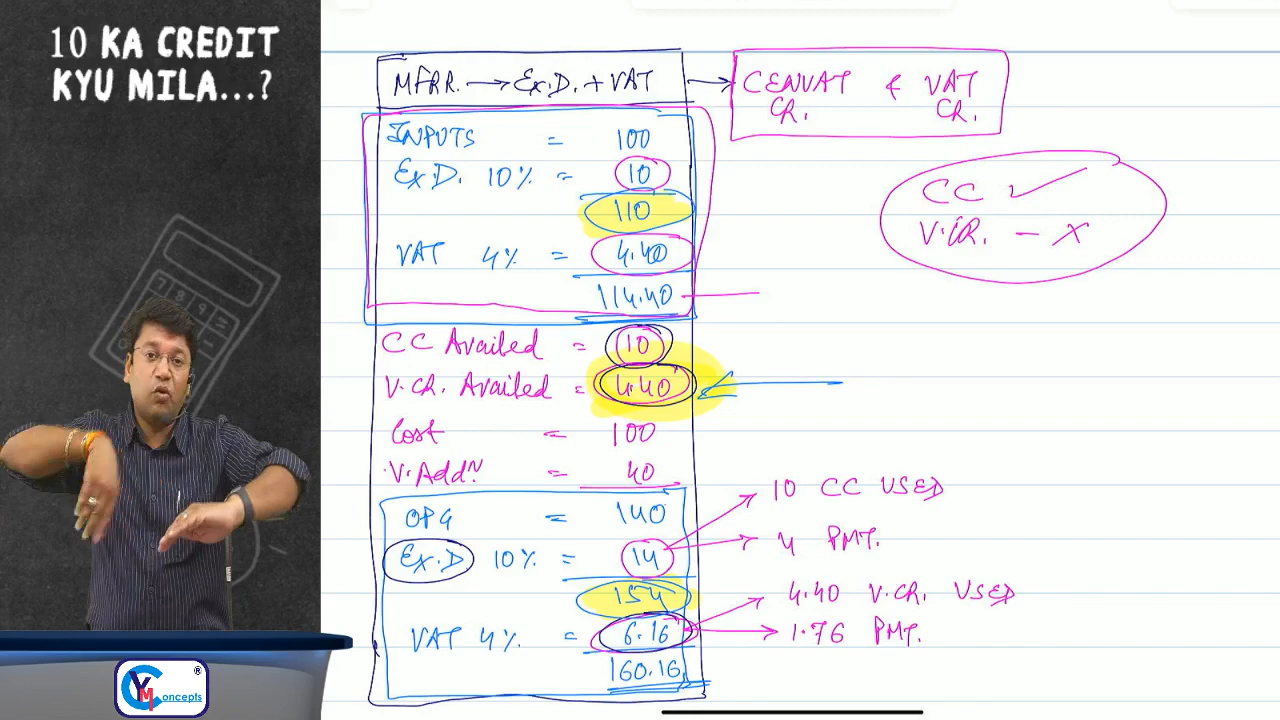 10 KA CREDIT
KYU MILA...?
MFRR. → Ex.D. + VAT → CENVAT & VAT
CR. CR.
INPUTS = 100
Ex.D. 10% = 10
110
VAT 4% = 4.40
114.40
CC ✓
V.CR. - X
CC Availed = 10
V.CR. Availed = 4.40
Cost = 100
V.Addn = 40
OPG = 140
Ex.D 10% = 14
10 CC USED
4 PMT.
154
VAT 4% = 6.16
4.40 V.CR. USED
1.76 PMT.
160.16
CYM concepts ®